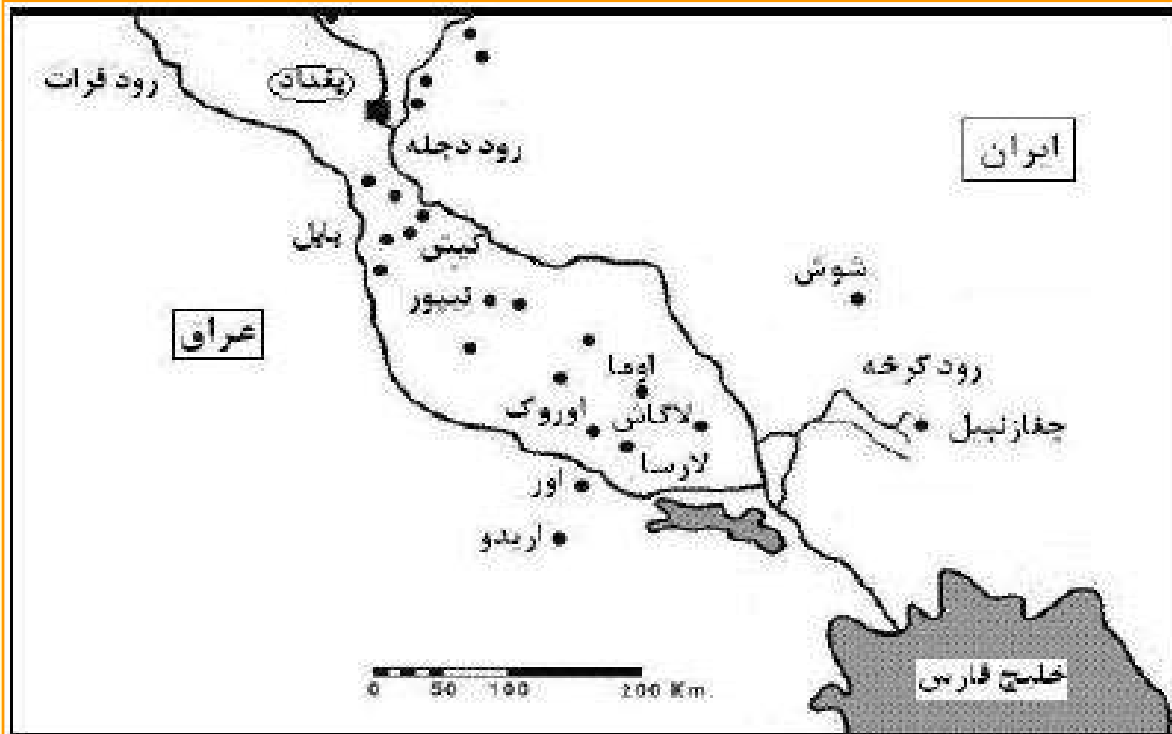 رود فرات
بغداد
رود دجله
ایران
بابل
کیش
شوش
نیپور
عراق
اوما
رود کرخه
اوروک
لاگاش
چغازنبیل
لارسا
اور
اریدو
خلیج فارس
0 50 100 200 Km.